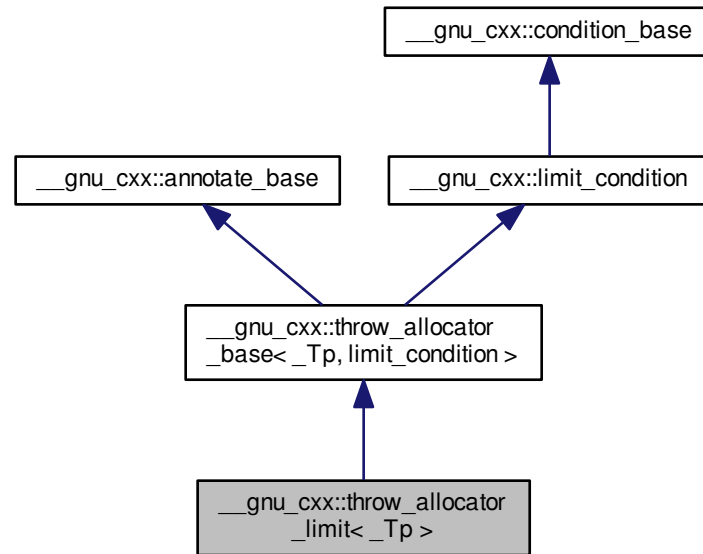 __gnu_cxx::condition_base
__gnu_cxx::annotate_base
__gnu_cxx::limit_condition
__gnu_cxx::throw_allocator
_base< _Tp, limit_condition >
__gnu_cxx::throw_allocator
_limit< _Tp >